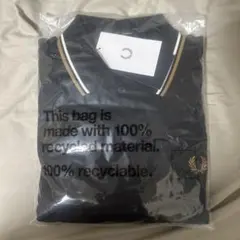 This bag is
made with 100%
recycled material.
100% recyclable.